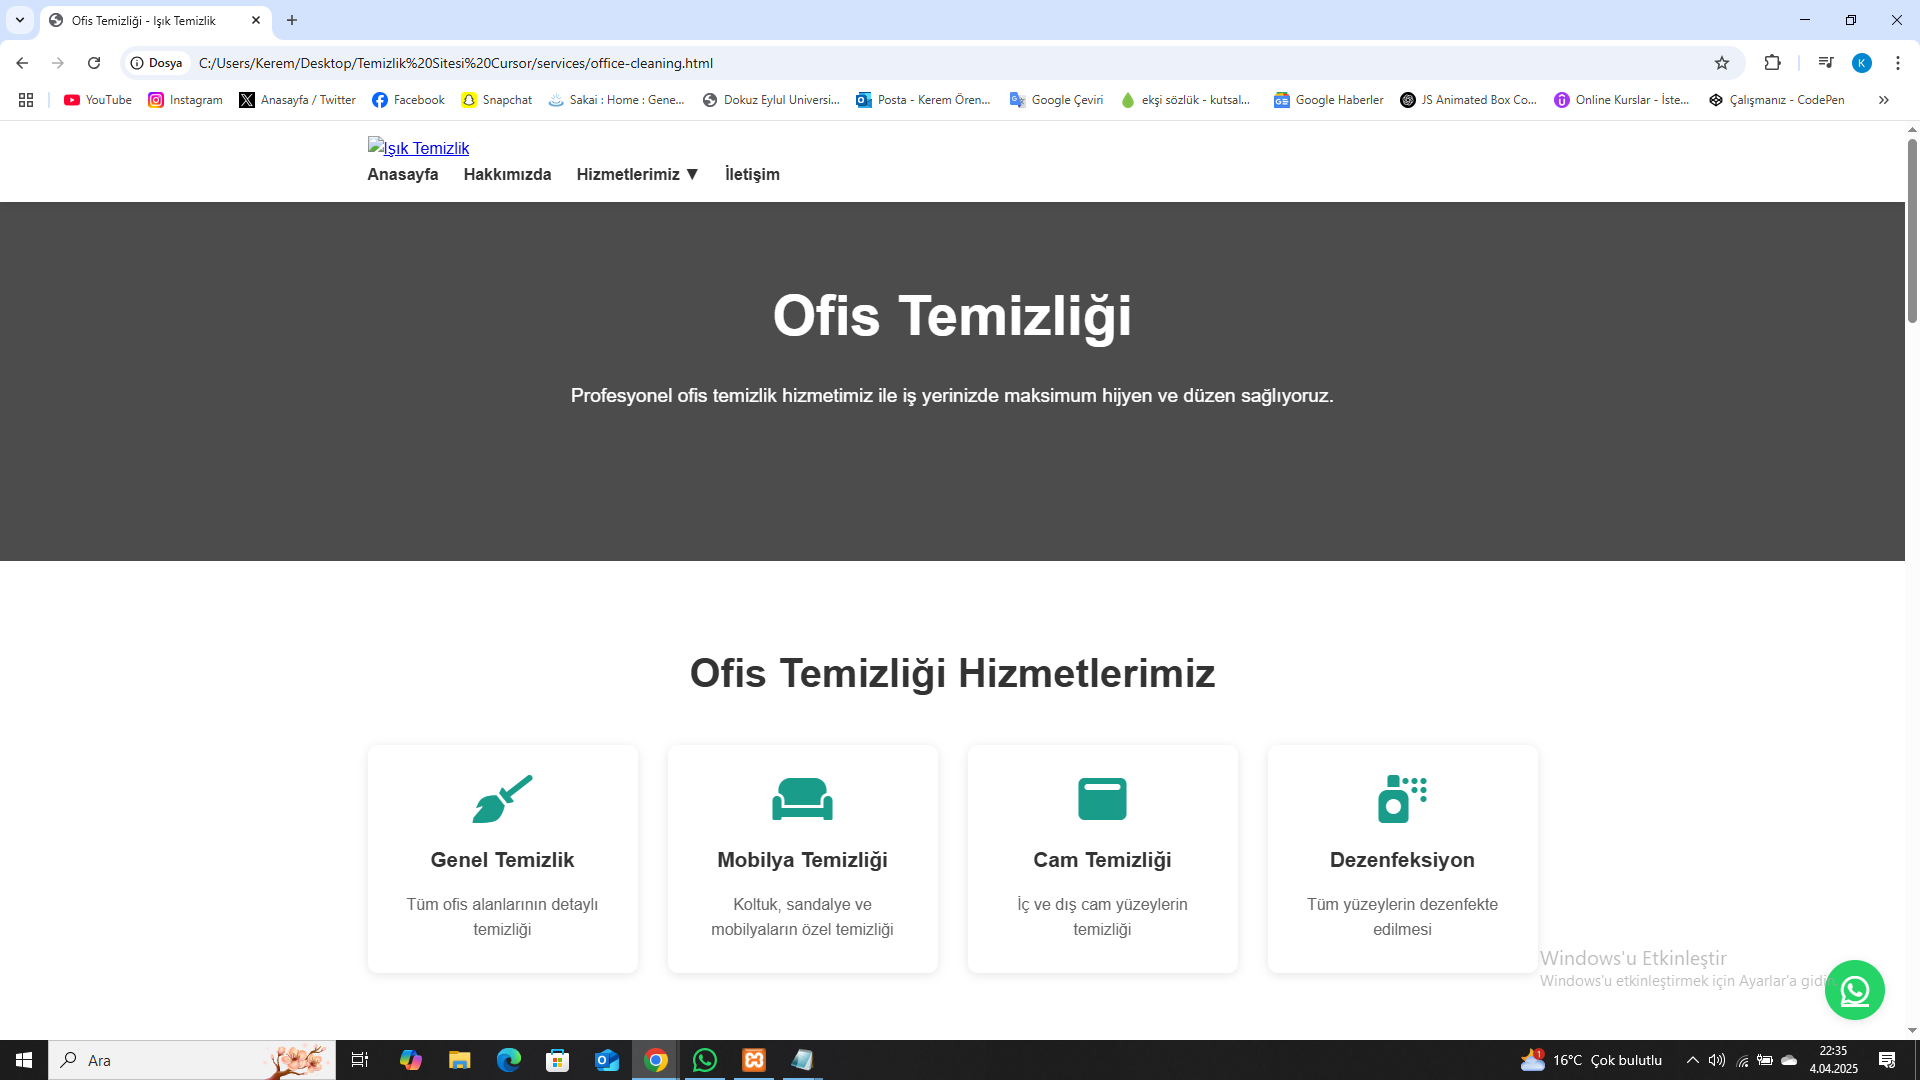 Ofis Temizliği - Işık Temizlik
Dosya
C:/Users/Kerem/Desktop/Temizlik%20Sitesi%20Cursor/services/office-cleaning.html
K
YouTube
Instagram
Anasayfa / Twitter
Facebook
Snapchat
Sakai : Home : Gene...
Dokuz Eylul Universi...
Posta - Kerem Ören...
Google Çeviri
ekşi sözlük - kutsal...
Google Haberler
JS Animated Box Co...
Online Kurslar - İste...
Çalışmanız - CodePen
Işık Temizlik
Anasayfa Hakkımızda Hizmetlerimiz ▼ İletişim
Ofis Temizliği
Profesyonel ofis temizlik hizmetimiz ile iş yerinizde maksimum hijyen ve düzen sağlıyoruz.
Ofis Temizliği Hizmetlerimiz
Genel Temizlik
Tüm ofis alanlarının detaylı
temizliği
Mobilya Temizliği
Koltuk, sandalye ve
mobilyaların özel temizliği
Cam Temizliği
İç ve dış cam yüzeylerin
temizliği
Dezenfeksiyon
Tüm yüzeylerin dezenfekte
edilmesi
Windows'u Etkinleştir
Windows'u etkinleştirmek için Ayarlar'a
Ara
1
16°C Çok bulutlu
22:35
4.04.2025